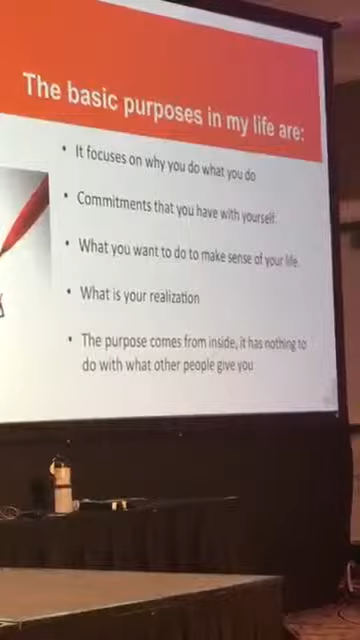 The basic purposes in my life are:
• It focuses on why you do what you do
• Commitments that you have with yourself.
• What you want to do to make sense of your life.
• What is your realization
• The purpose comes from inside, it has nothing to
do with what other people give you